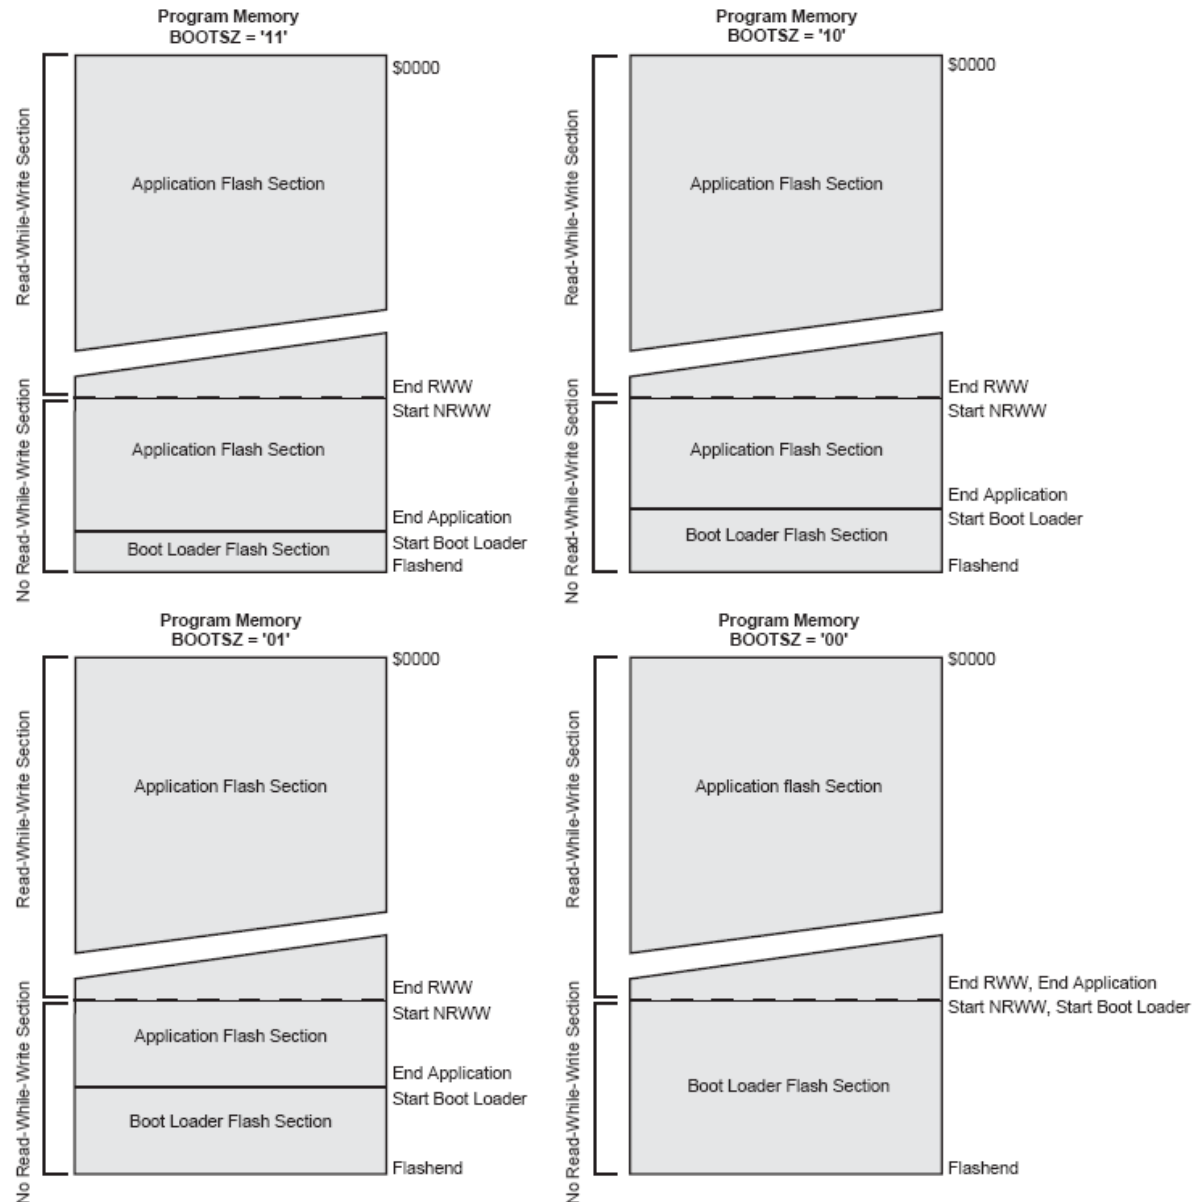 Program Memory
BOOTSZ = '11'
$0000
Read-While-Write Section
Application Flash Section
End RWW
Start NRWW
No Read-While-Write Section
Application Flash Section
End Application
Start Boot Loader
Boot Loader Flash Section
Flashend
Program Memory
BOOTSZ = '10'
$0000
Read-While-Write Section
Application Flash Section
End RWW
Start NRWW
No Read-While-Write Section
Application Flash Section
End Application
Start Boot Loader
Boot Loader Flash Section
Flashend
Program Memory
BOOTSZ = '01'
$0000
Read-While-Write Section
Application Flash Section
End RWW
Start NRWW
No Read-While-Write Section
Application Flash Section
End Application
Start Boot Loader
Boot Loader Flash Section
Flashend
Program Memory
BOOTSZ = '00'
$0000
Read-While-Write Section
Application flash Section
End RWW, End Application
Start NRWW, Start Boot Loader
No Read-While-Write Section
Boot Loader Flash Section
Flashend